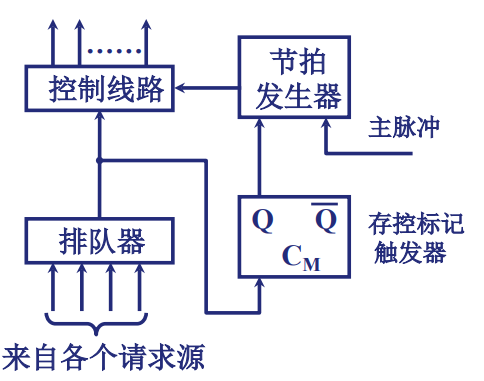 ……
控制线路
节拍
发生器
主脉冲
排队器
Q Q̅
C_M
存控标记
触发器
来自各个请求源